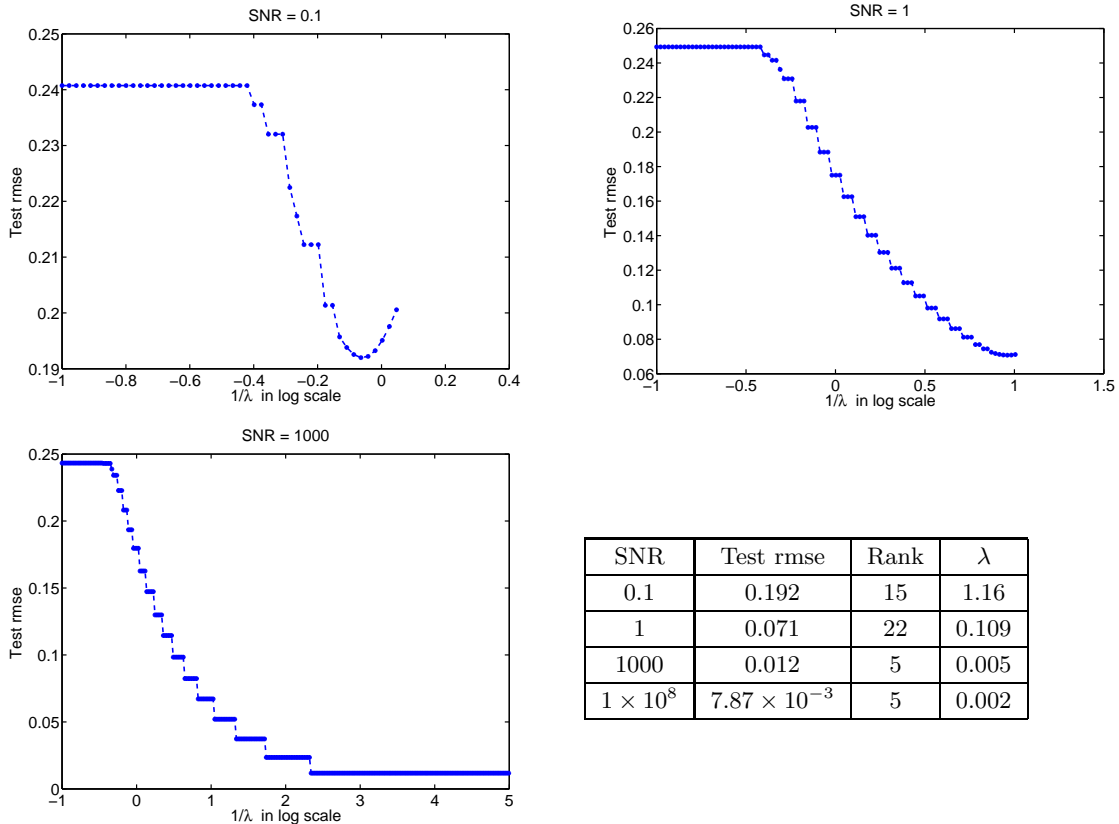 SNR = 0.1
0.25
0.24
0.23
0.22
0.21
0.2
0.19
Test rmse
−1 −0.8 −0.6 −0.4 −0.2 0 0.2 0.4
1/λ in log scale
SNR = 1
0.26
0.24
0.22
0.2
0.18
0.16
0.14
0.12
0.1
0.08
0.06
Test rmse
−1 −0.5 0 0.5 1 1.5
1/λ in log scale
SNR = 1000
0.25
0.2
0.15
0.1
0.05
0
Test rmse
−1 0 1 2 3 4 5
1/λ in log scale
SNR Test rmse Rank λ
0.1 0.192 15 1.16
1 0.071 22 0.109
1000 0.012 5 0.005
1 × 10⁸ 7.87 × 10⁻³ 5 0.002